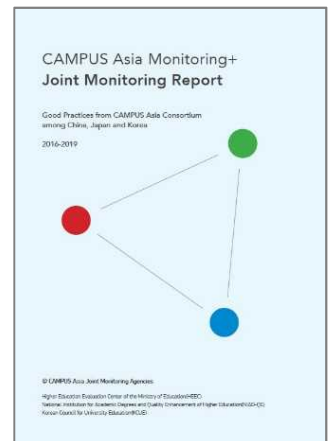 CAMPUS Asia Monitoring+
Joint Monitoring Report
Good Practices from CAMPUS Asia Consortium
among China, Japan and Korea
2016-2019
© CAMPUS Asia Joint Monitoring Agencies
Higher Education Evaluation Center of the Ministry of Education(HEEC)
National Institution for Academic Degrees and Quality Enhancement of Higher Education(NIAD-QE)
Korean Council for University Education(KCUE)